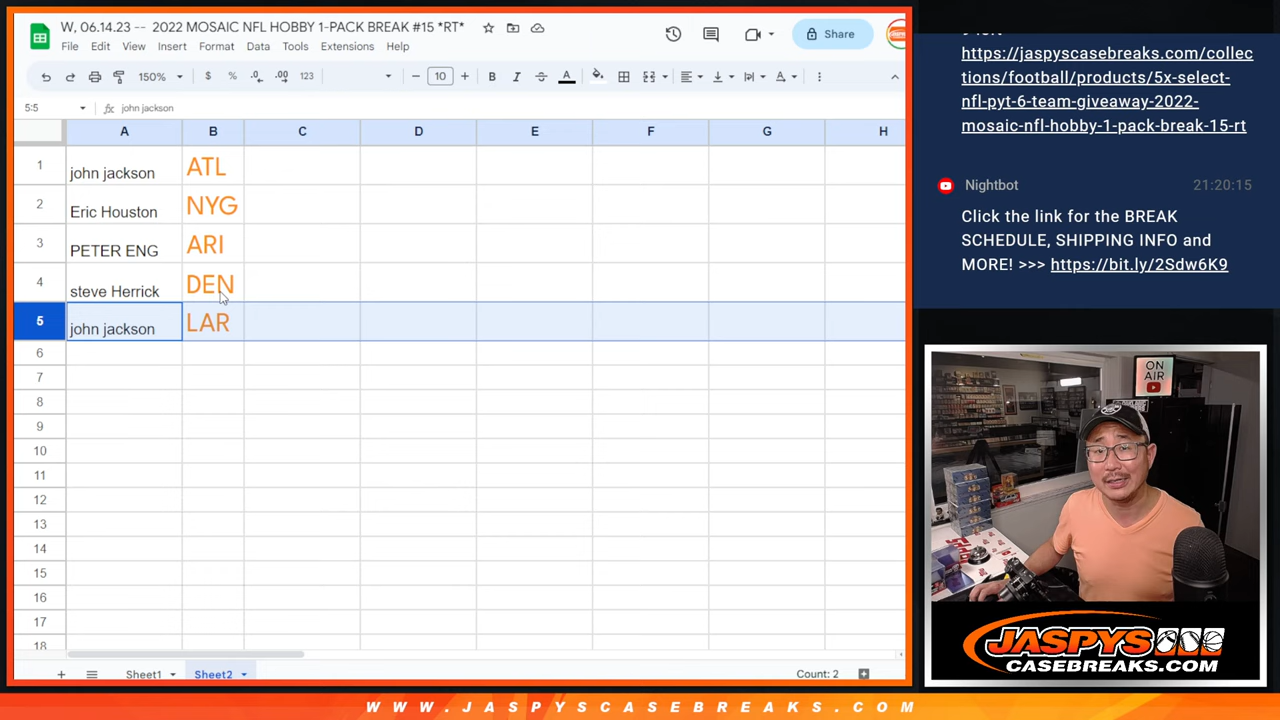 W, 06.14.23 -- 2022 MOSAIC NFL HOBBY 1-PACK BREAK #15 *RT*
File Edit View Insert Format Data Tools Extensions Help
Share
150% $ % .0 .00 123 10 B I A
5:5 fx john jackson
A B C D E F G H
1 john jackson ATL
2 Eric Houston NYG
3 PETER ENG ARI
4 steve Herrick DEN
5 john jackson LAR
6
7
8
9
10
11
12
13
14
15
16
17
18
Sheet1 Sheet2 Count: 2
https://jaspyscasebreaks.com/collec
tions/football/products/5x-select-
nfl-pyt-6-team-giveaway-2022-
mosaic-nfl-hobby-1-pack-break-15-rt
Nightbot 21:20:15
Click the link for the BREAK
SCHEDULE, SHIPPING INFO and
MORE! >>> https://bit.ly/2Sdw6K9
ON
AIR
JASPYS
CASEBREAKS.COM
WWW.JASPYSCASEBREAKS.COM